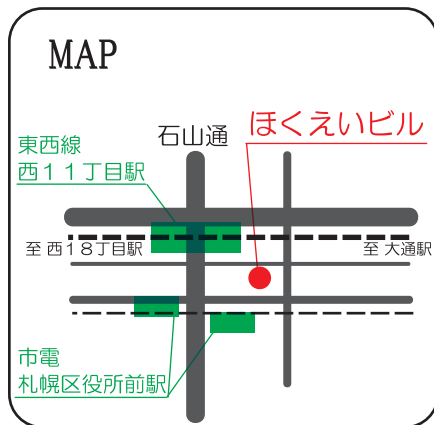 MAP
石山通
ほくえいビル
東西線
西11丁目駅
至 西18丁目駅
至 大通駅
市電
札幌区役所前駅